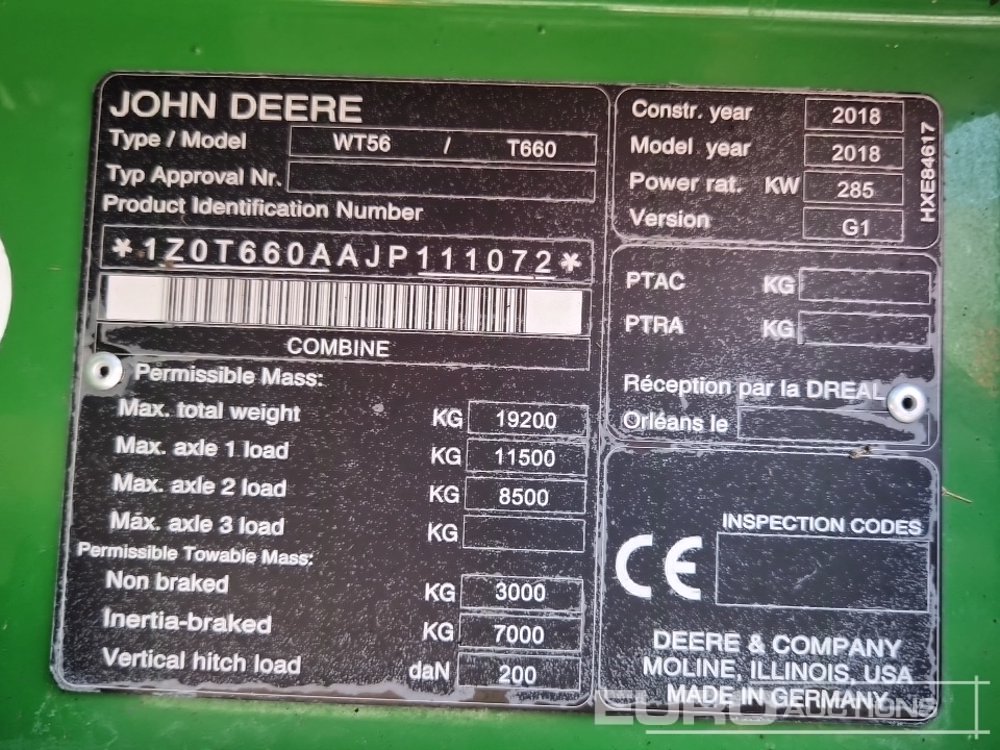 JOHN DEERE
Type / Model WT56 / T660
Typ Approval Nr.
Product Identification Number
*1Z0T660AAJP111072*
COMBINE
Permissible Mass:
Max. total weight KG 19200
Max. axle 1 load KG 11500
Max. axle 2 load KG 8500
Max. axle 3 load KG
Permissible Towable Mass:
Non braked KG 3000
Inertia-braked KG 7000
Vertical hitch load daN 200
Constr. year 2018
Model year 2018
Power rat. KW 285
Version G1
HXE84617
PTAC KG
PTRA KG
Réception par la DREAL
Orléans le
INSPECTION CODES
CE
DEERE & COMPANY
MOLINE, ILLINOIS, USA
MADE IN GERMANY
EURO AUCTIONS